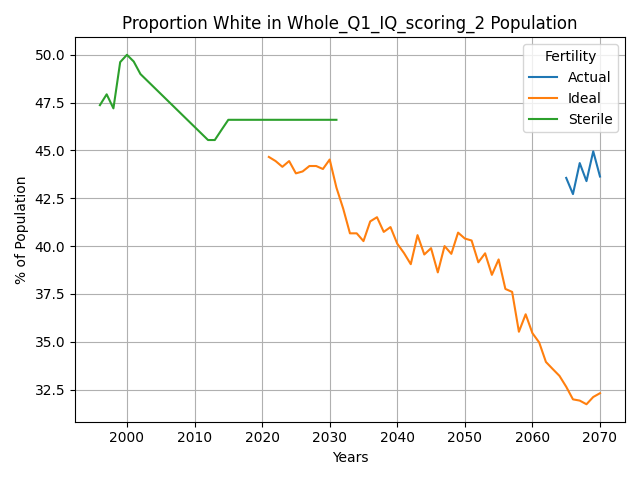 Proportion White in Whole_Q1_IQ_scoring_2 Population
Fertility
Actual
Ideal
Sterile
% of Population
50.0
47.5
45.0
42.5
40.0
37.5
35.0
32.5
2000 2010 2020 2030 2040 2050 2060 2070
Years